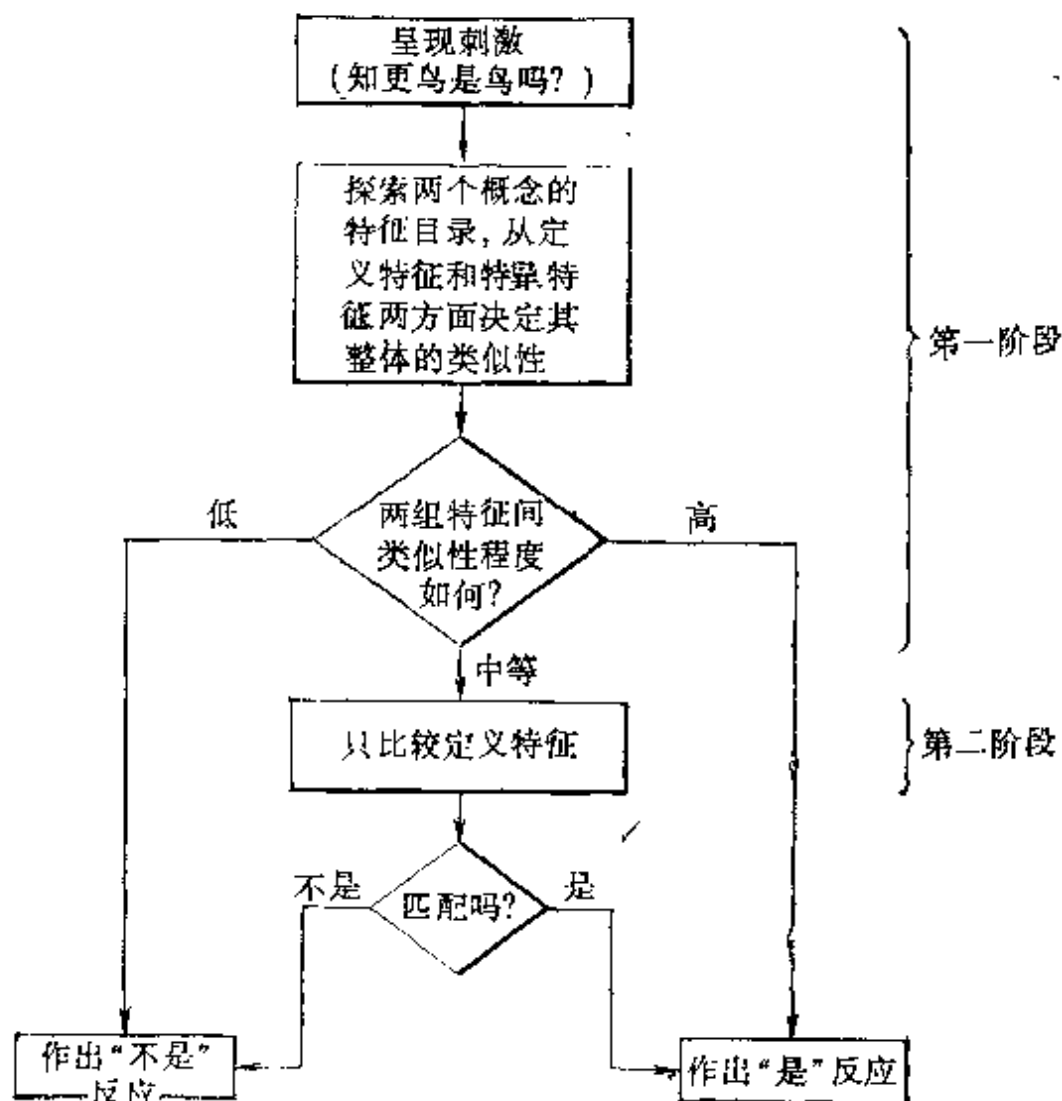 呈现刺激
(知更鸟是鸟吗？)
探索两个概念的
特征目录，从定
义特征和特异特
征两方面决定其
整体的类似性
第一阶段
低
两组特征间
类似性程度
如何？
高
中等
只比较定义特征
第二阶段
不是
匹配吗？
是
作出“不是”
反应
作出“是”反应